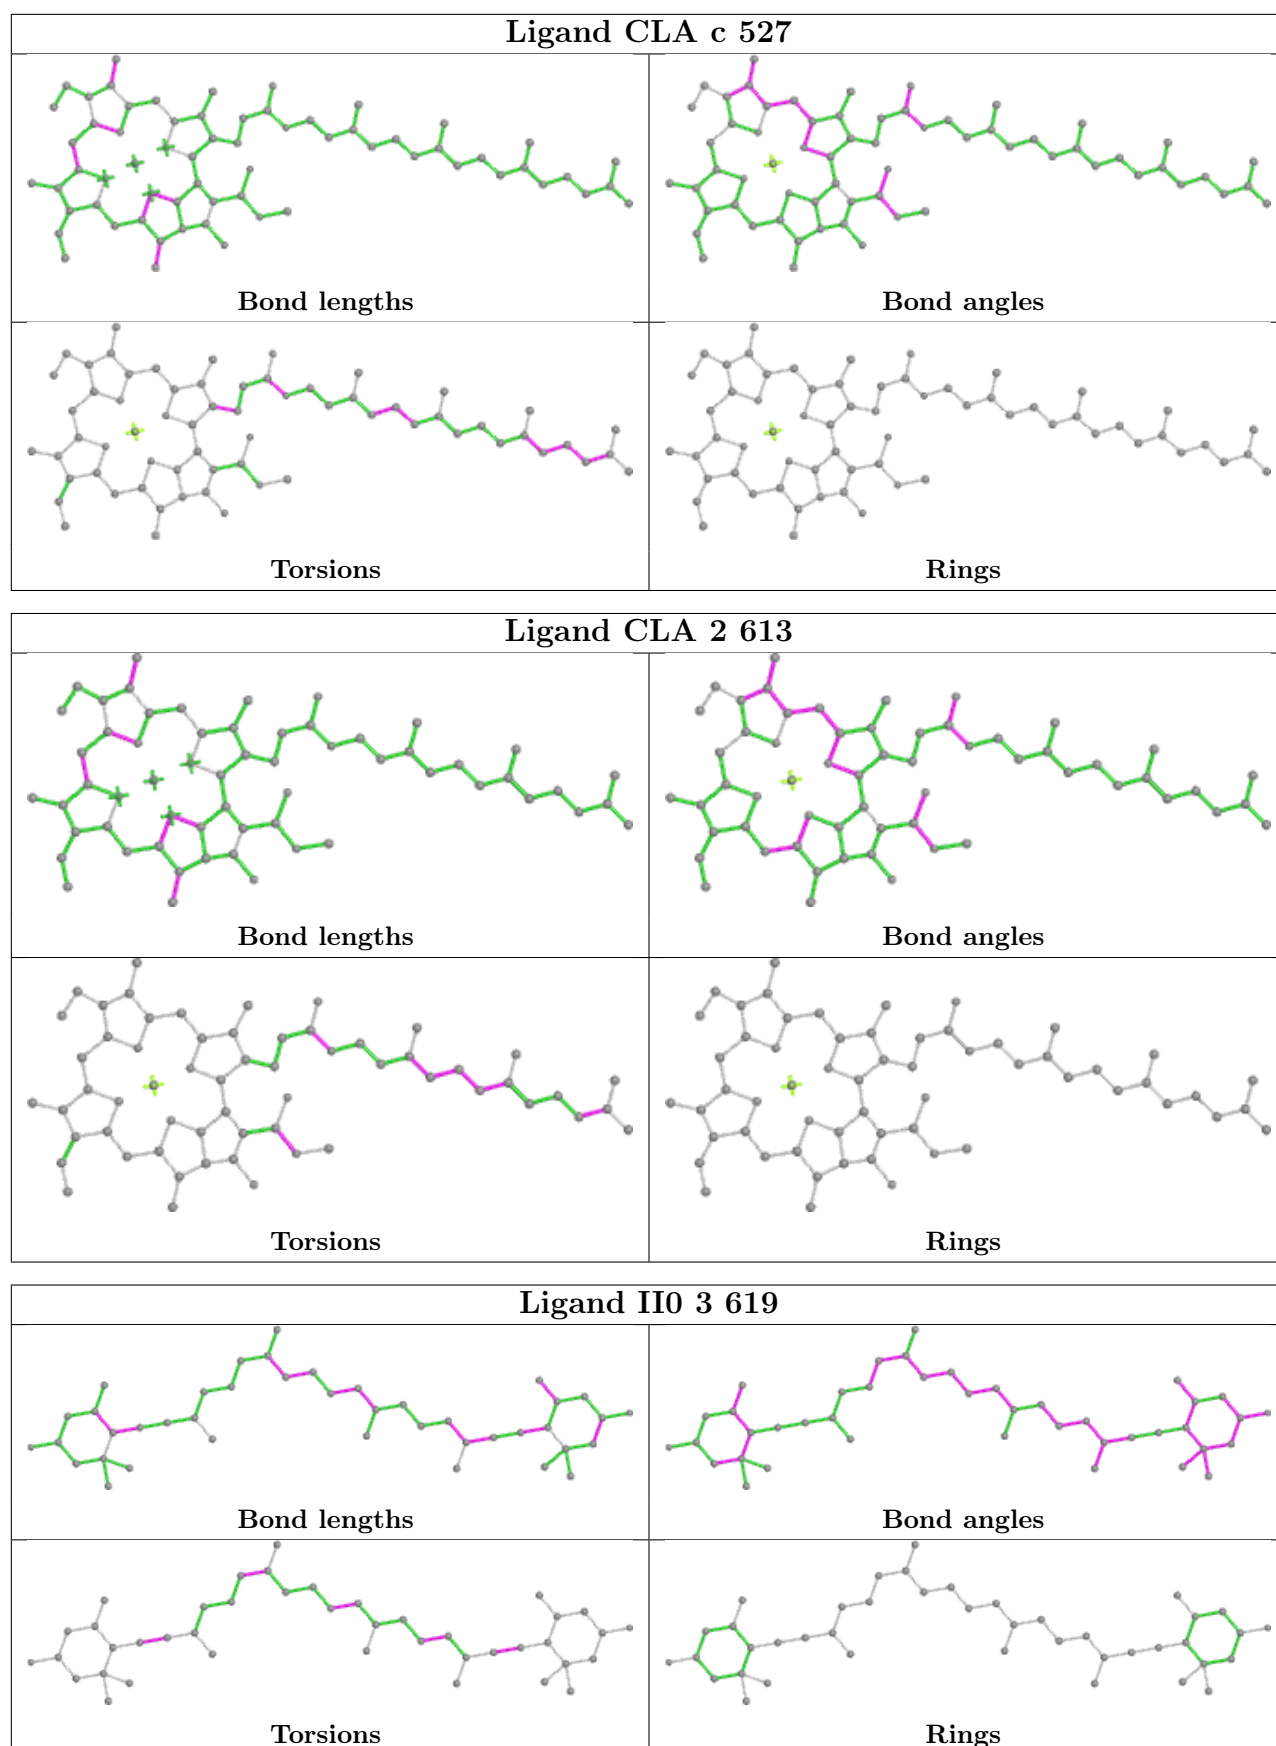 Ligand CLA c 527
Bond lengths
Bond angles
Torsions
Rings
Ligand CLA 2 613
Bond lengths
Bond angles
Torsions
Rings
Ligand II0 3 619
Bond lengths
Bond angles
Torsions
Rings